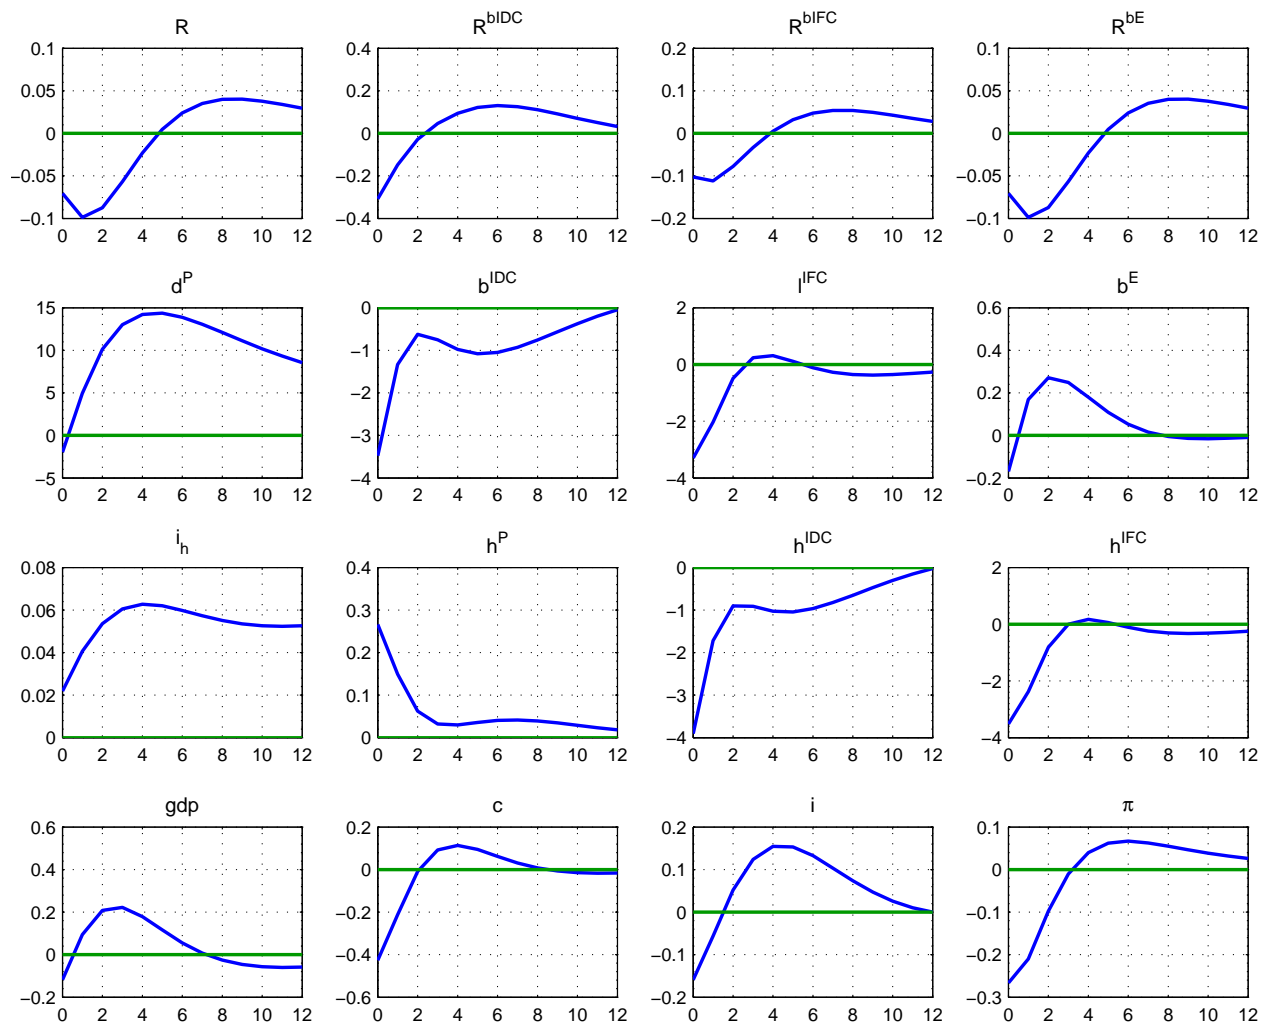 R R^bIDC R^bIFC R^bE
0.1 0.4 0.2 0.1
0.05 0.2 0.1 0.05
0 0 0 0
−0.05 −0.2 −0.1 −0.05
−0.1 −0.4 −0.2 −0.1
0 2 4 6 8 10 12 0 2 4 6 8 10 12 0 2 4 6 8 10 12 0 2 4 6 8 10 12
d^P b^IDC l^IFC b^E
15 0 2 0.6
10 −1 0 0.4
5 −2 −2 0.2
0 −3 −4 0
−5 −4 −0.2
0 2 4 6 8 10 12 0 2 4 6 8 10 12 0 2 4 6 8 10 12 0 2 4 6 8 10 12
i_h h^P h^IDC h^IFC
0.08 0.4 0 2
0.06 0.3 −1 0
0.04 0.2 −2 −2
0.02 0.1 −3 −4
0 0 −4
0 2 4 6 8 10 12 0 2 4 6 8 10 12 0 2 4 6 8 10 12 0 2 4 6 8 10 12
gdp c i π
0.6 0.2 0.2 0.1
0.4 0 0.1 0
0.2 −0.2 0 −0.1
0 −0.4 −0.1 −0.2
−0.2 −0.6 −0.2 −0.3
0 2 4 6 8 10 12 0 2 4 6 8 10 12 0 2 4 6 8 10 12 0 2 4 6 8 10 12